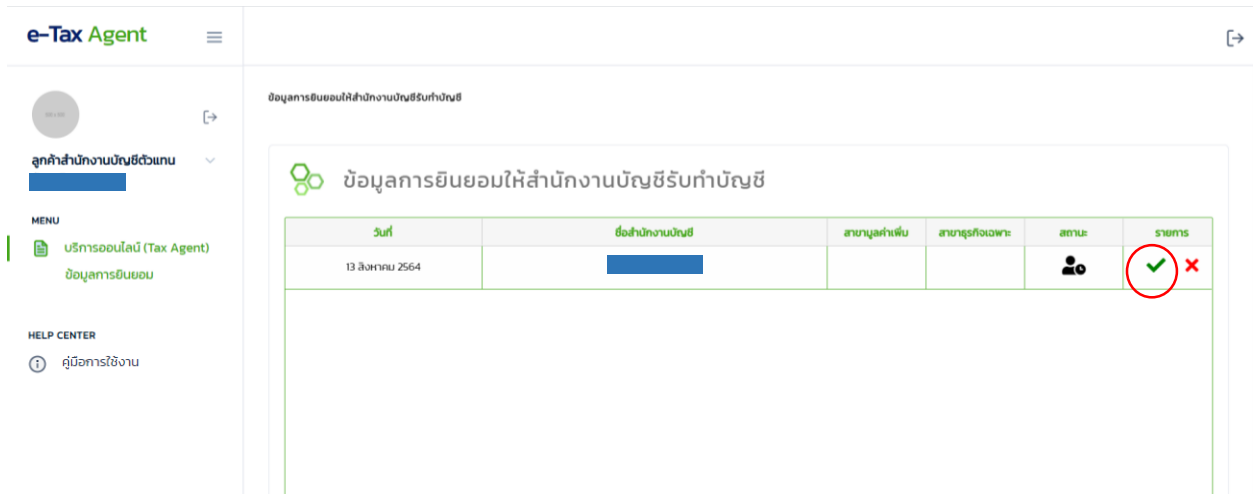 e-Tax Agent
ข้อมูลการยินยอมให้สำนักงานบัญชีรับทำบัญชี
ลูกค้าสำนักงานบัญชีตัวแทน
MENU
บริการออนไลน์ (Tax Agent)
ข้อมูลการยินยอม
HELP CENTER
คู่มือการใช้งาน
ข้อมูลการยินยอมให้สำนักงานบัญชีรับทำบัญชี
วันที่ ชื่อสำนักงานบัญชี สาขามูลค่าเพิ่ม สาขาธุรกิจเฉพาะ สถานะ รายการ
13 สิงหาคม 2564